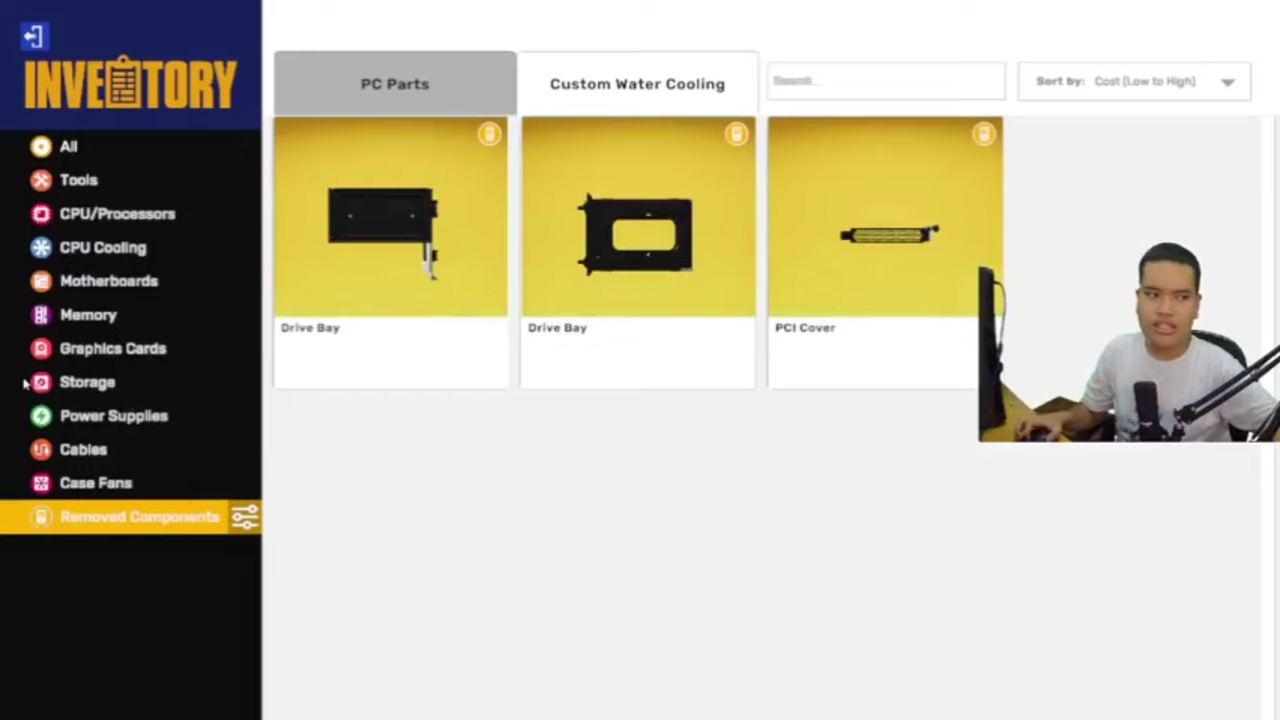 INVENTORY
All
Tools
CPU/Processors
CPU Cooling
Motherboards
Memory
Graphics Cards
Storage
Power Supplies
Cables
Case Fans
Removed Components
PC Parts
Custom Water Cooling
Search...
Sort by: Cost (Low to High)
Drive Bay
Drive Bay
PCI Cover